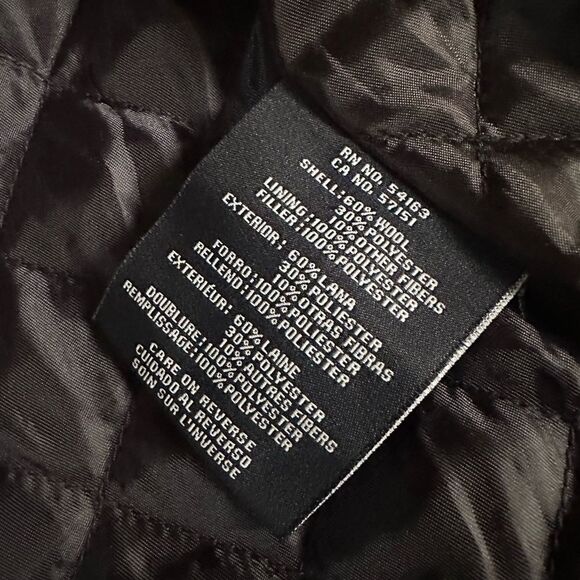 RN NO. 54163
CA NO. 57151
SHELL:60% WOOL
30% POLYESTER
10% OTHER FIBERS
LINING:100%POLYESTER
FILLER:100%POLYESTER
EXTERIOR: 60% LANA
30% POLIESTER
10% OTRAS FIBRAS
FORRO:100% POLIESTER
RELLENO:100% POLIESTER
EXTERIEUR: 60% LAINE
30% POLYESTER
10% AUTRES FIBERS
DOUBLURE:100%POLYESTER
REMPLISSAGE:100%POLYESTER
CARE ON REVERSE
CUIDADO AL REVERSO
SOIN SUR L'INVERSE